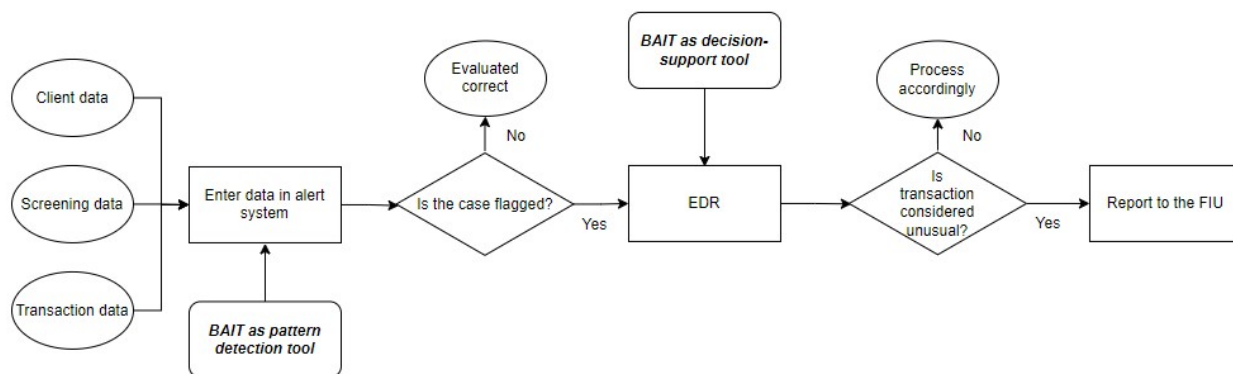 Client data
Screening data
Transaction data
Enter data in alert
system
BAIT as pattern
detection tool
Evaluated
correct
No
Is the case flagged?
Yes
BAIT as decision-
support tool
EDR
Process
accordingly
No
Is
transaction
considered
unusual?
Yes
Report to the FIU